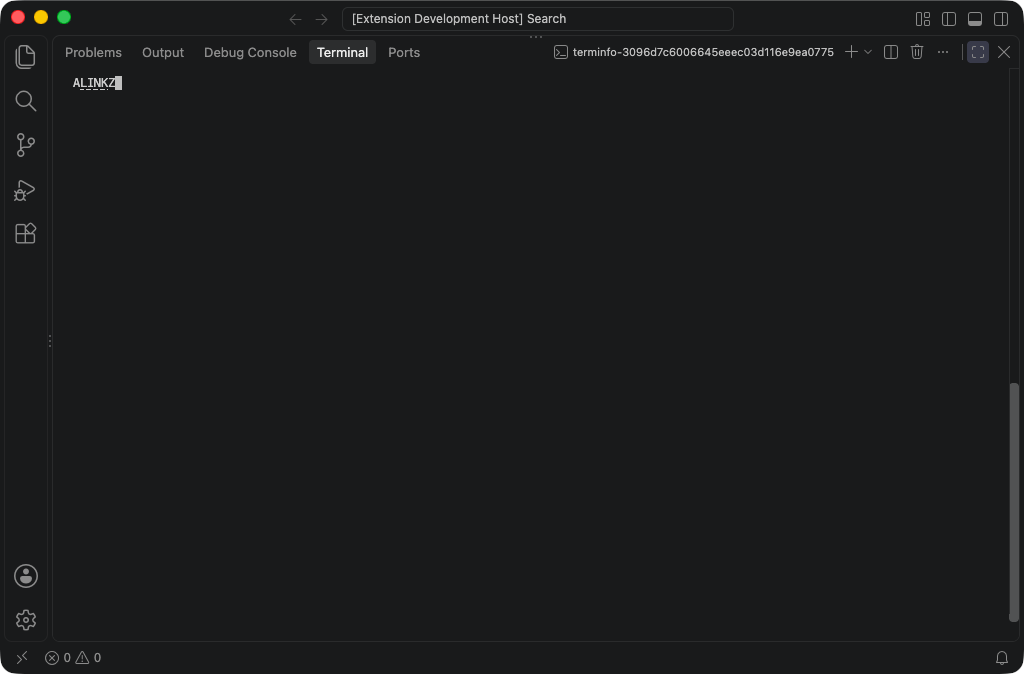 [Extension Development Host] Search
Problems Output Debug Console Terminal Ports
terminfo-3096d7c6006645eeec03d116e9ea0775
ALINKZ
0 0